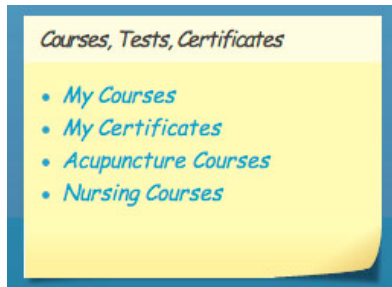 Courses, Tests, Certificates
My Courses
My Certificates
Acupuncture Courses
Nursing Courses